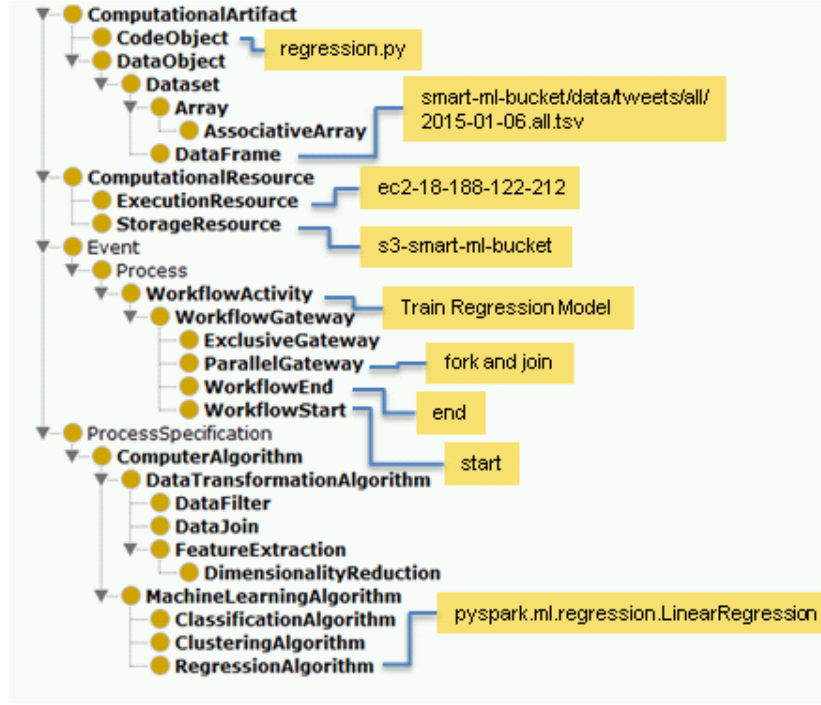 ComputationalArtifact
CodeObject
regression.py
DataObject
Dataset
Array
smart-ml-bucket/data/tweets/all/
2015-01-06.all.tsv
AssociativeArray
DataFrame
ComputationalResource
ExecutionResource
ec2-18-188-122-212
StorageResource
s3-smart-ml-bucket
Event
Process
WorkflowActivity
Train Regression Model
WorkflowGateway
ExclusiveGateway
ParallelGateway
fork and join
WorkflowEnd
end
WorkflowStart
start
ProcessSpecification
ComputerAlgorithm
DataTransformationAlgorithm
DataFilter
DataJoin
FeatureExtraction
DimensionalityReduction
MachineLearningAlgorithm
ClassificationAlgorithm
pyspark.ml.regression.LinearRegression
ClusteringAlgorithm
RegressionAlgorithm